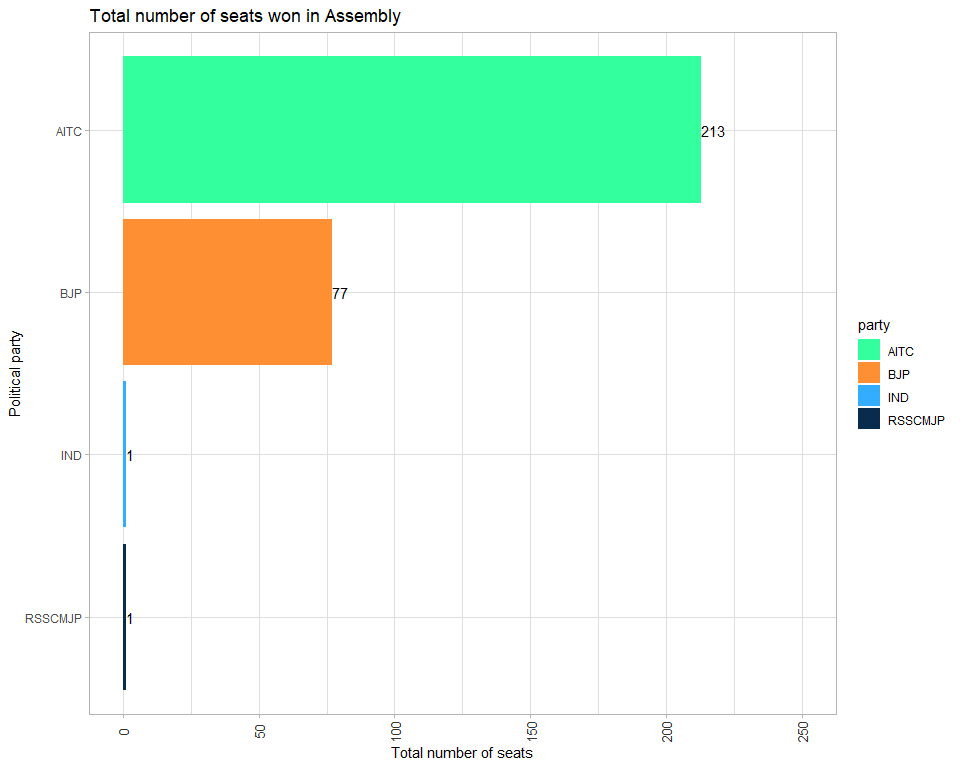 Total number of seats won in Assembly
AITC
213
BJP
77
IND
1
RSSCMJP
1
0
50
100
150
200
250
Total number of seats
Political party
party
AITC
BJP
IND
RSSCMJP